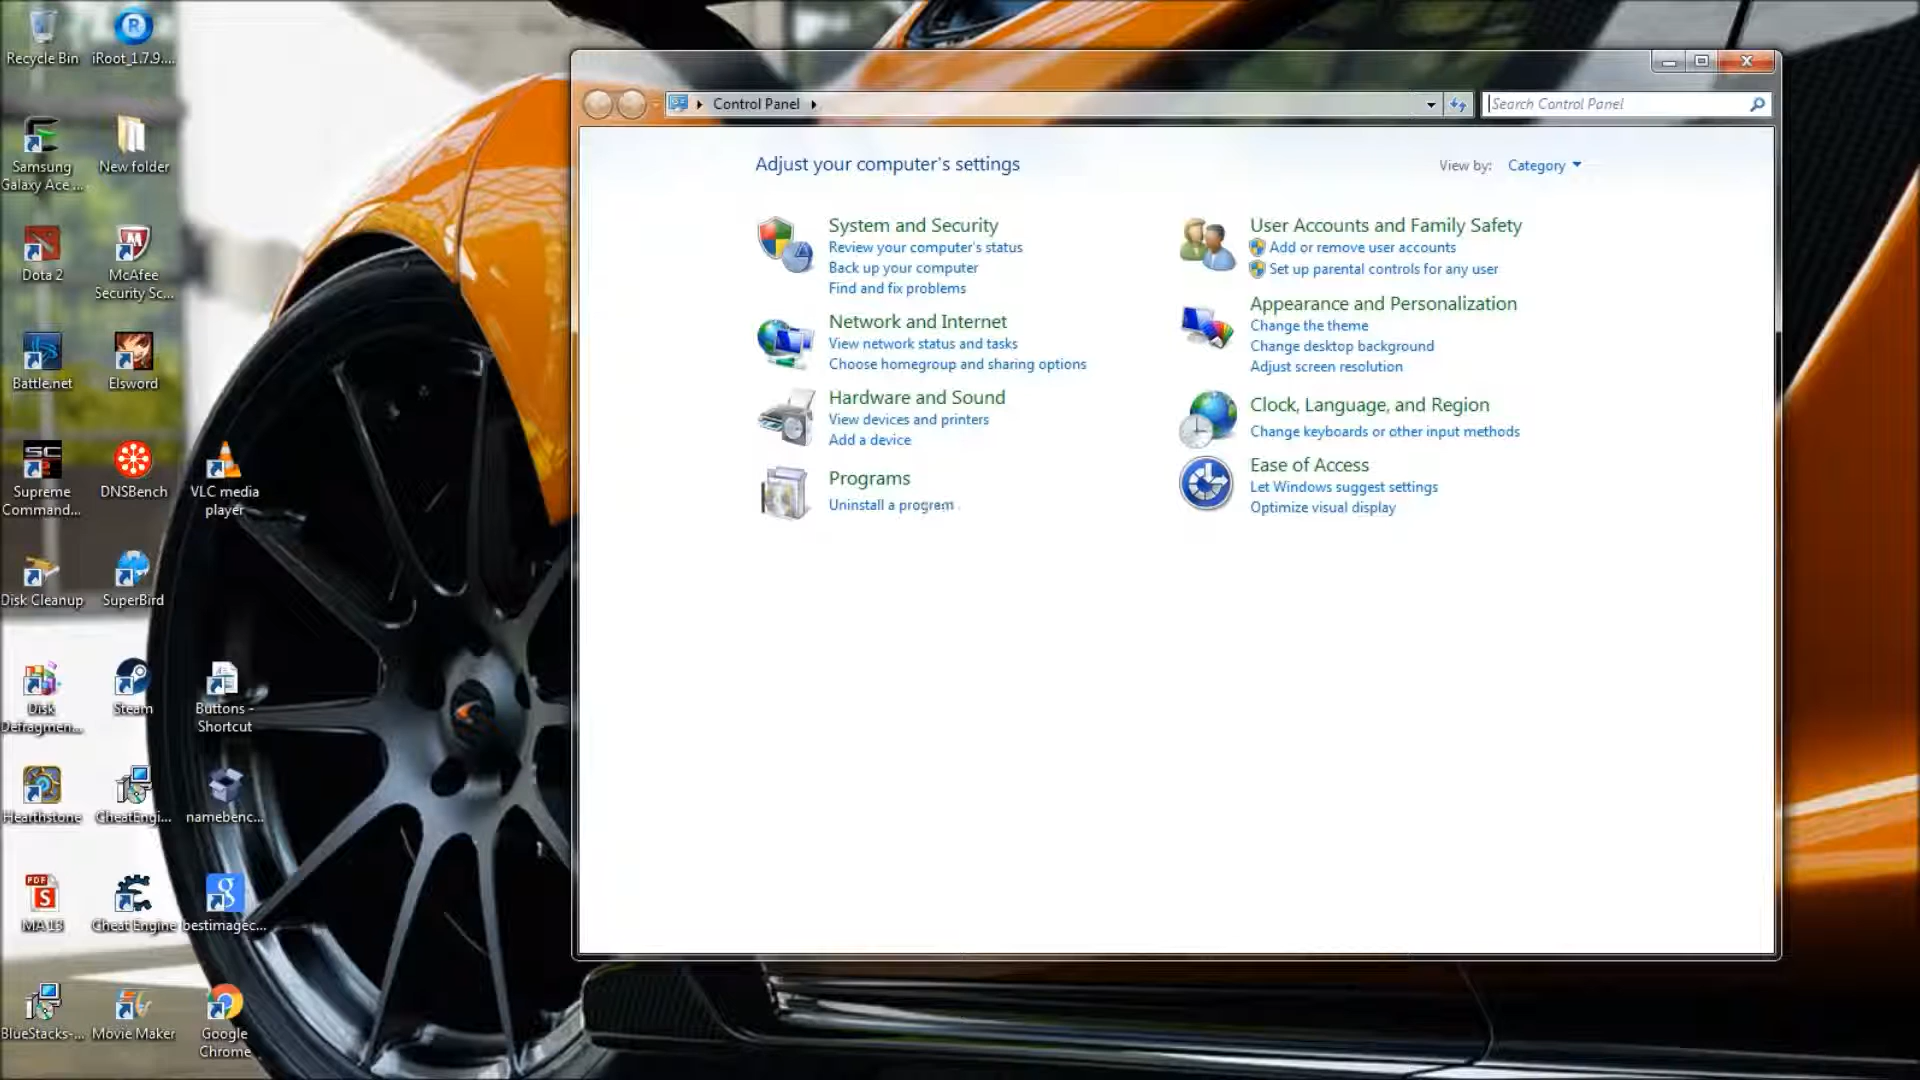 Recycle Bin
iRoot_1.7.9....
Samsung
Galaxy Ace ...
New folder
Dota 2
McAfee
Security Sc...
Battle.net
Elsword
Supreme
Command...
DNSBench
VLC media
player
Disk Cleanup
SuperBird
Disk
Defragmen...
Steam
Buttons -
Shortcut
Hearthstone
CheatEngi...
namebenc...
MA13
Cheat Engine
bestimagec...
BlueStacks-...
Movie Maker
Google
Chrome
Control Panel
Search Control Panel
Adjust your computer's settings
View by: Category
System and Security
Review your computer's status
Back up your computer
Find and fix problems
Network and Internet
View network status and tasks
Choose homegroup and sharing options
Hardware and Sound
View devices and printers
Add a device
Programs
Uninstall a program
User Accounts and Family Safety
Add or remove user accounts
Set up parental controls for any user
Appearance and Personalization
Change the theme
Change desktop background
Adjust screen resolution
Clock, Language, and Region
Change keyboards or other input methods
Ease of Access
Let Windows suggest settings
Optimize visual display